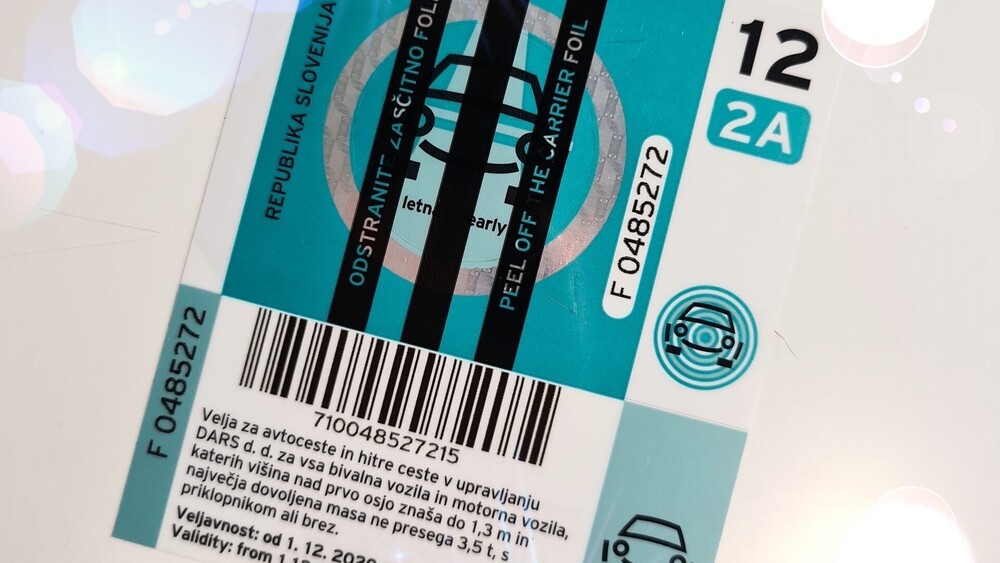 REPUBLIKA SLOVENIJA
ODSTRANITE ZAŠČITNO
PEEL OFF THE CARRIER FOIL
12
2A
F 0485272
F 0485272
710048527215
Velja za avtoceste in hitre ceste v upravljanju
DARS d. d. za vsa bivalna vozila in motorna vozila,
katerih višina nad prvo osjo znaša do 1,3 m in
največja dovoljena masa ne presega 3,5 t, s
priklopnikom ali brez.
Veljavnost: od 1. 12.
Validity: from